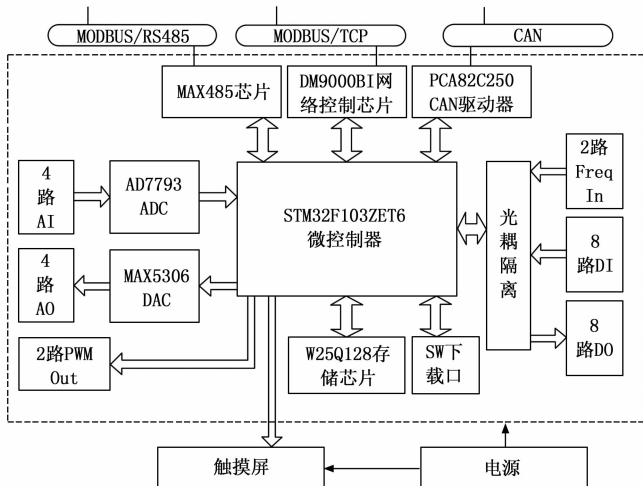 MODBUS/RS485
MODBUS/TCP
CAN
MAX485芯片
DM9000BI网
络控制芯片
PCA82C250
CAN驱动器
4
路
AI
AD7793
ADC
STM32F103ZET6
微控制器
光
耦
隔
离
2路
Freq
In
8
路DI
8
路DO
4
路
AO
MAX5306
DAC
2路PWM
Out
W25Q128存
储芯片
SW下
载口
触摸屏
电源